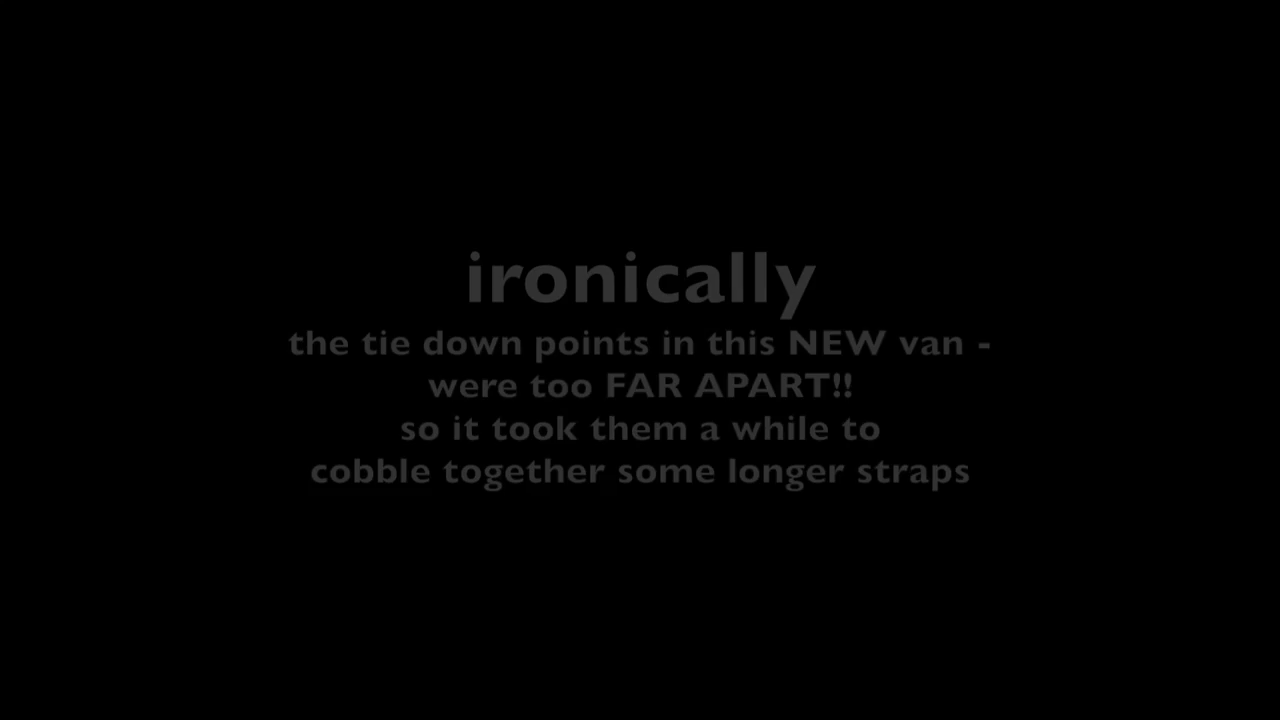 ironically
the tie down points in this NEW van -
were too FAR APART!!
so it took them a while to
cobble together some longer straps